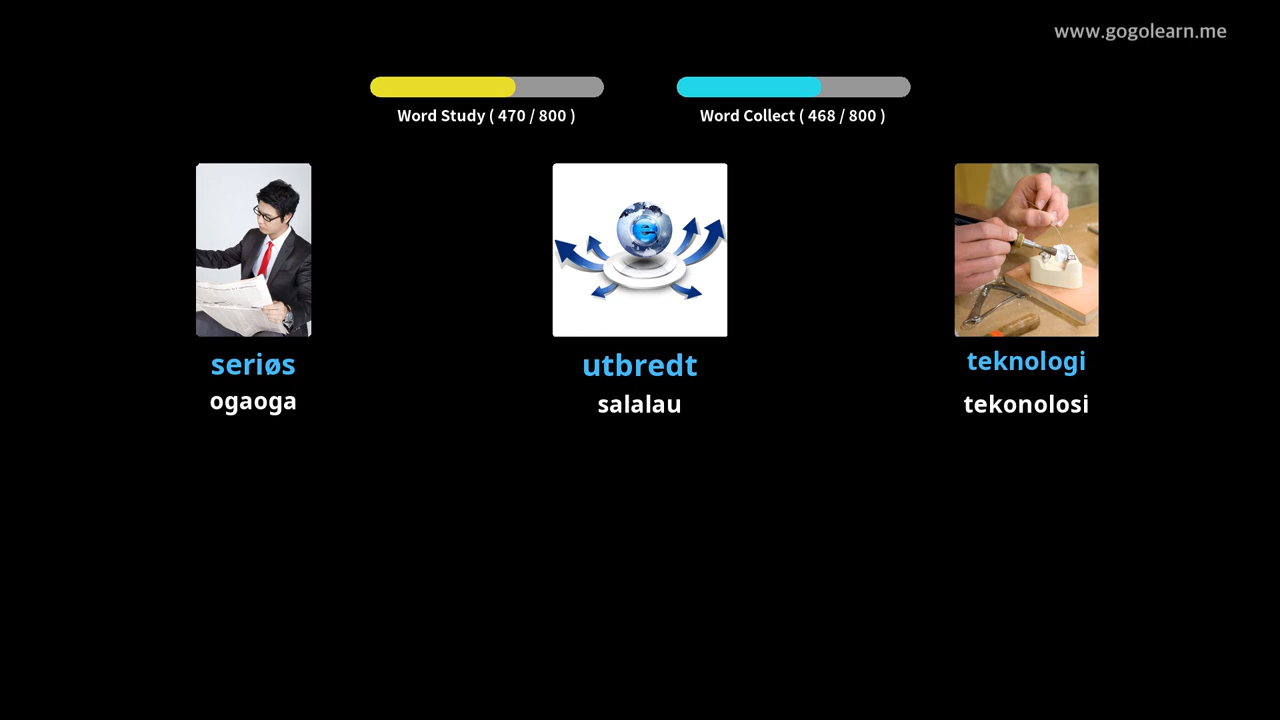 www.gogolearn.me
Word Study ( 470 / 800 )
Word Collect ( 468 / 800 )
e
seriøs
utbredt
teknologi
ogaoga
salalau
tekonolosi